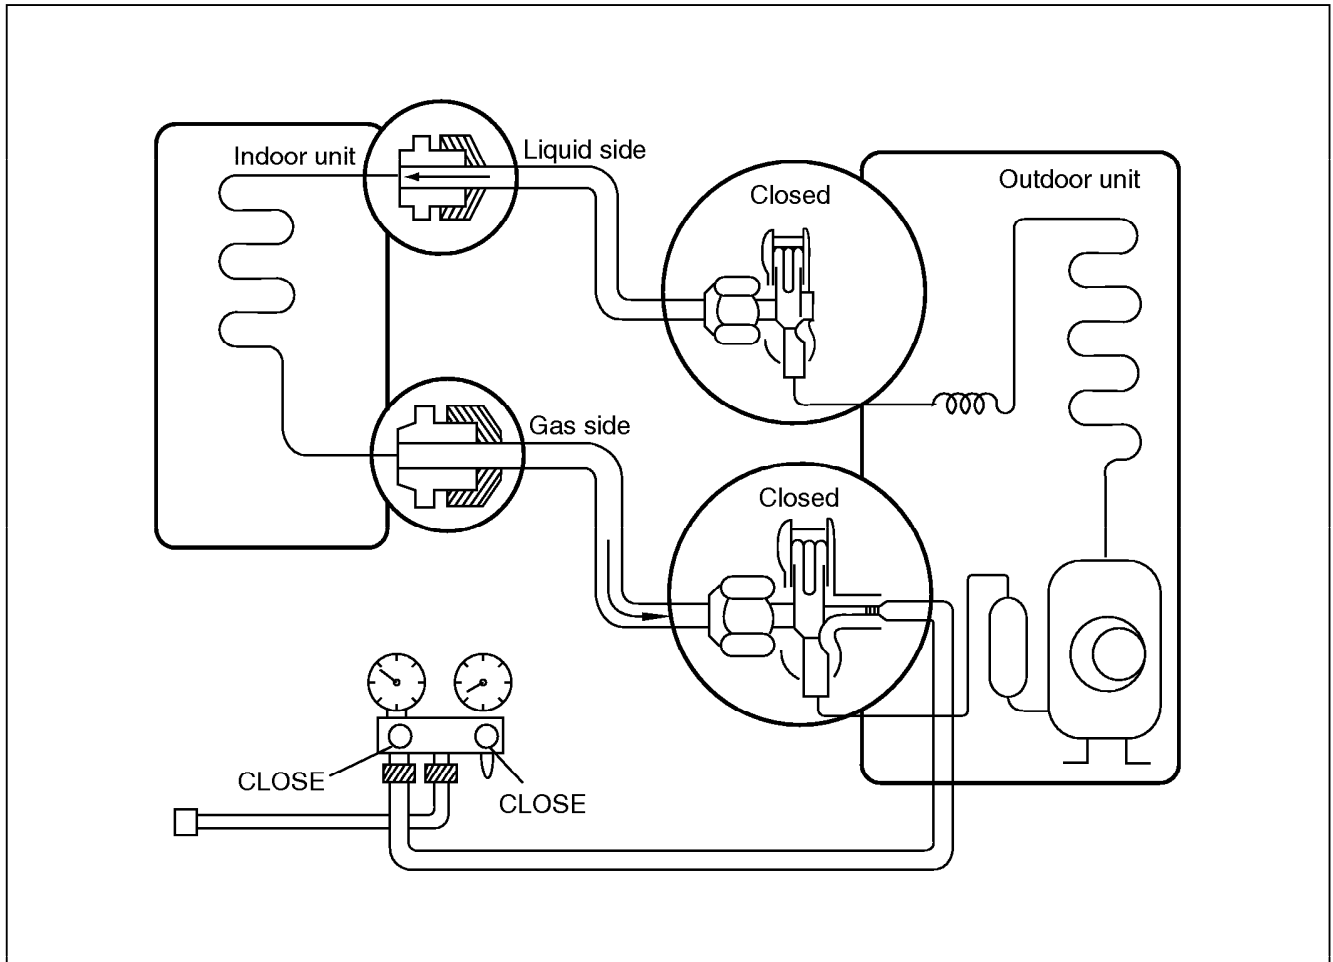 Indoor unit
Liquid side
Closed
Outdoor unit
Gas side
Closed
CLOSE
CLOSE